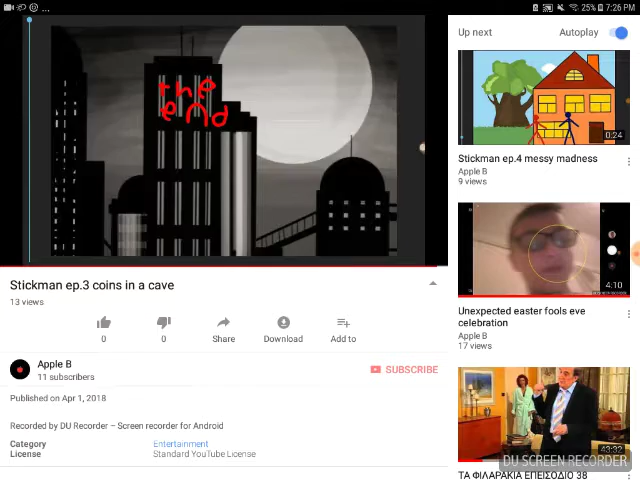 25% 7:26 PM
the
end
Stickman ep.3 coins in a cave
13 views
0
0
Share
Download
Add to
Apple B
11 subscribers
SUBSCRIBE
Published on Apr 1, 2018
Recorded by DU Recorder – Screen recorder for Android
Category Entertainment
License Standard YouTube License
Up next Autoplay
0:24
Stickman ep.4 messy madness
Apple B
9 views
4:10
Unexpected easter fools eve
celebration
Apple B
17 views
43:32
DU SCREEN RECORDER
ΤΑ ΦΙΛΑΡΑΚΙΑ ΕΠΕΙΣΟΔΙΟ 38